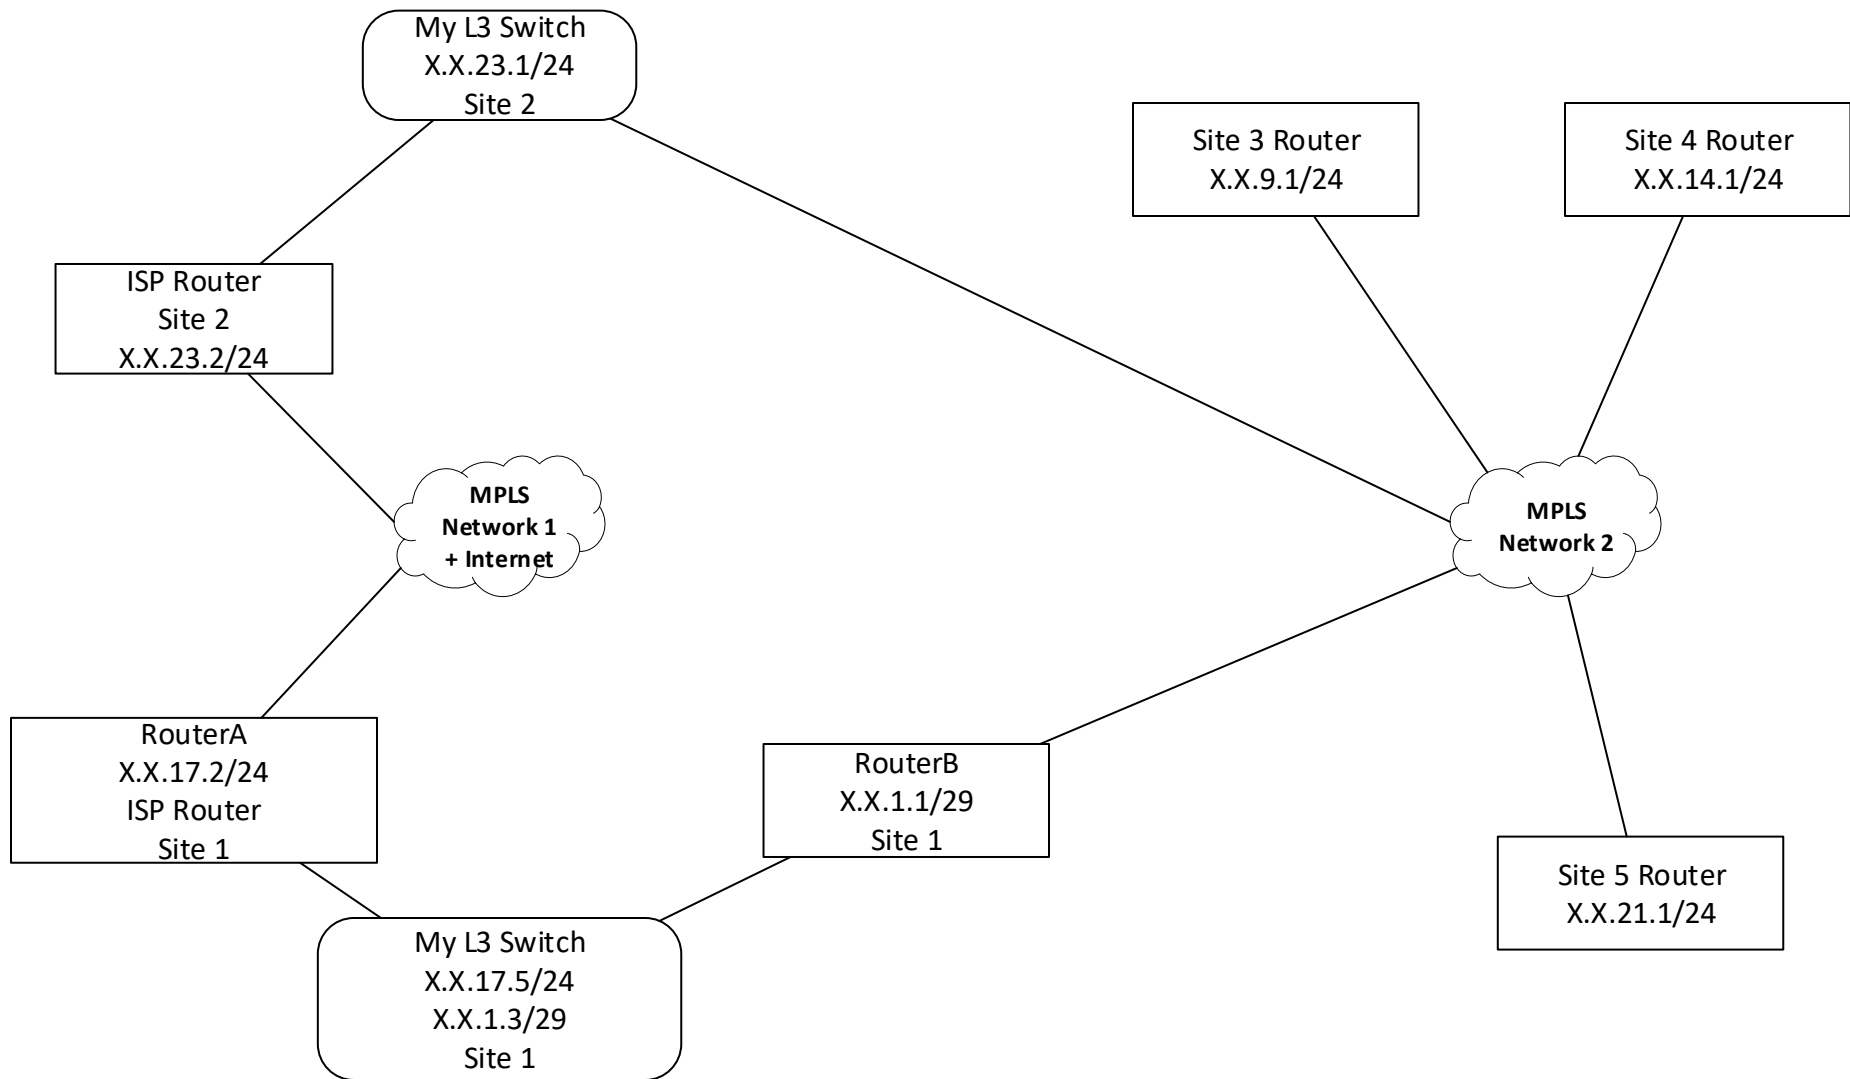 My L3 Switch
X.X.23.1/24
Site 2
Site 3 Router
X.X.9.1/24
Site 4 Router
X.X.14.1/24
ISP Router
Site 2
X.X.23.2/24
MPLS
Network 1
+ Internet
MPLS
Network 2
RouterA
X.X.17.2/24
ISP Router
Site 1
RouterB
X.X.1.1/29
Site 1
Site 5 Router
X.X.21.1/24
My L3 Switch
X.X.17.5/24
X.X.1.3/29
Site 1